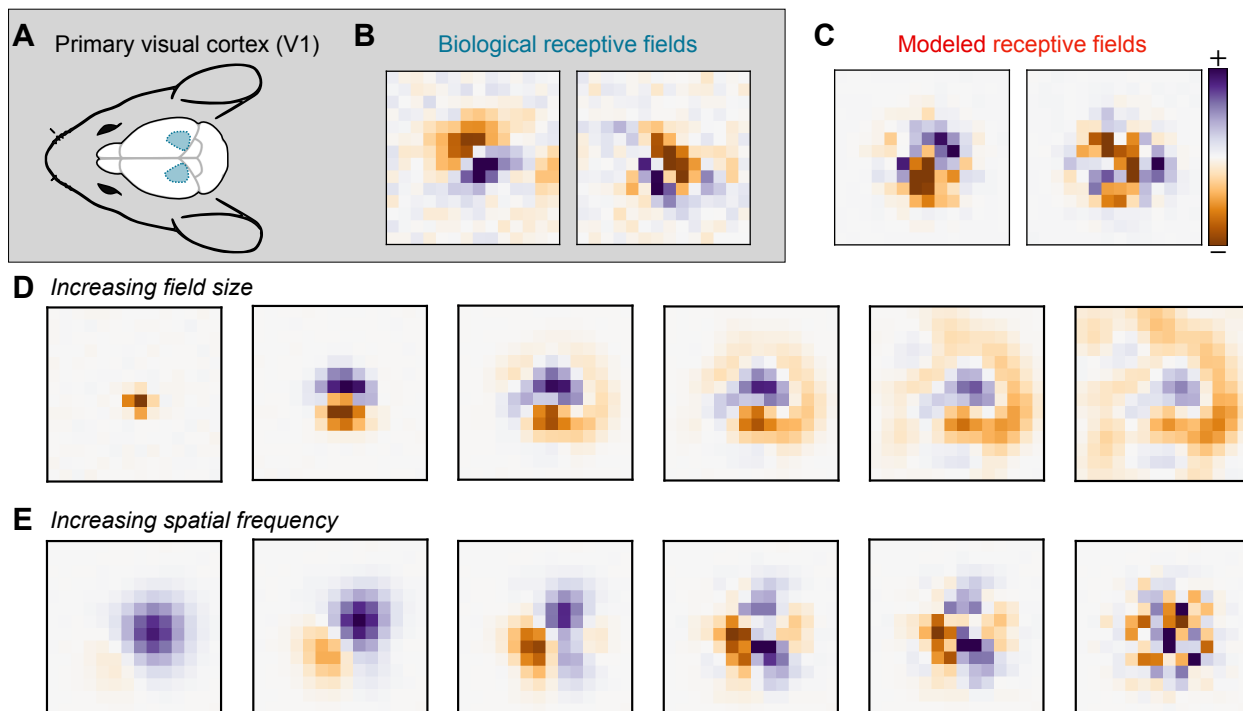 A Primary visual cortex (V1)
B Biological receptive fields
C Modeled receptive fields
+
−
D Increasing field size
E Increasing spatial frequency